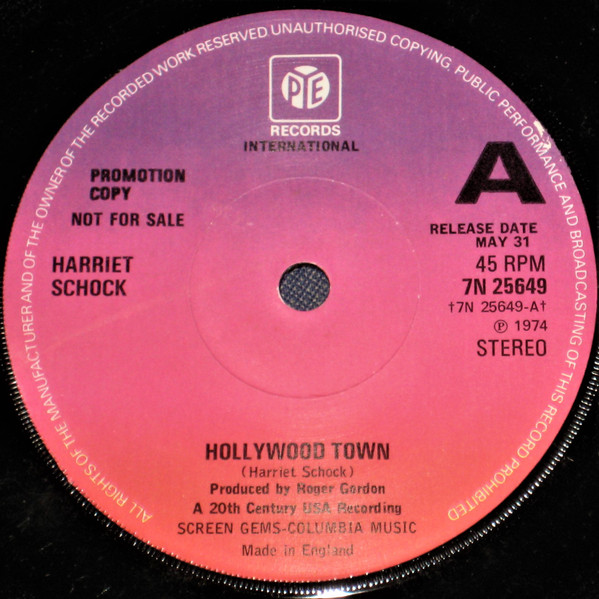 ALL RIGHTS OF THE MANUFACTURER AND OF THE OWNER OF THE RECORDED WORK RESERVED UNAUTHORISED COPYING, PUBLIC PERFORMANCE AND BROADCASTING OF THIS RECORD PROHIBITED
PYE
RECORDS
INTERNATIONAL
PROMOTION
COPY
NOT FOR SALE
A
RELEASE DATE
MAY 31
HARRIET
SCHOCK
45 RPM
7N 25649
†7N 25649-A†
℗ 1974
STEREO
HOLLYWOOD TOWN
(Harriet Schock)
Produced by Roger Gordon
A 20th Century USA Recording
SCREEN GEMS-COLUMBIA MUSIC
Made in England